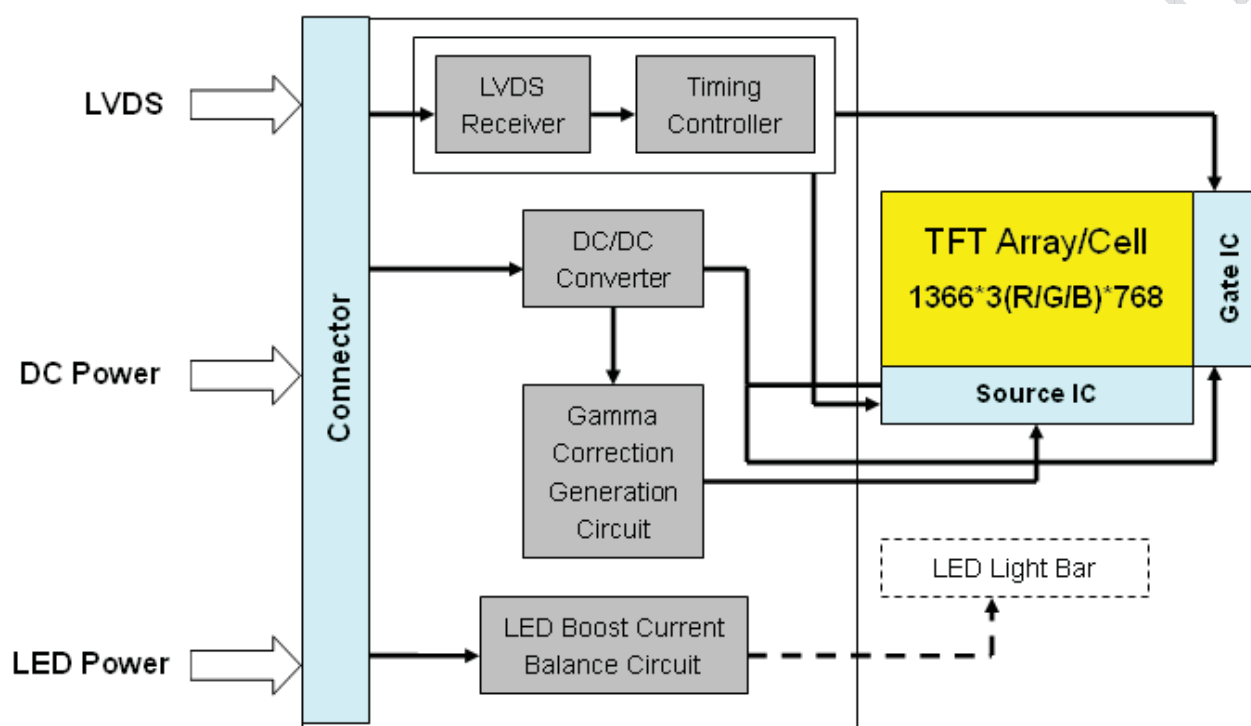 LVDS
DC Power
LED Power
Connector
LVDS
Receiver
Timing
Controller
DC/DC
Converter
Gamma
Correction
Generation
Circuit
LED Boost Current
Balance Circuit
TFT Array/Cell
1366*3(R/G/B)*768
Gate IC
Source IC
LED Light Bar